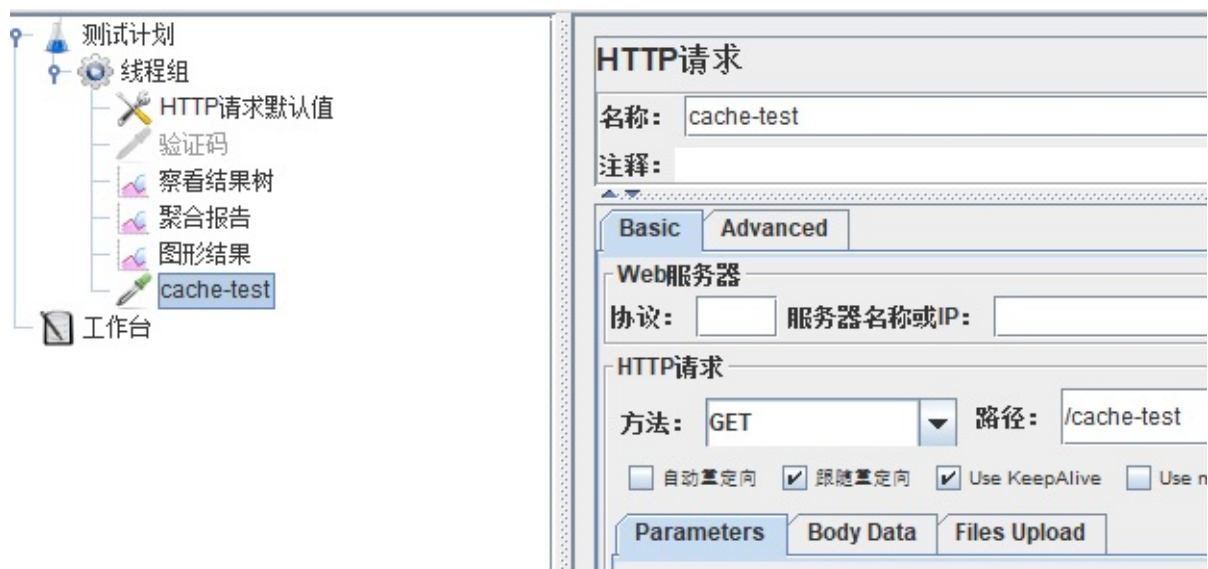 测试计划
线程组
HTTP请求默认值
验证码
察看结果树
聚合报告
图形结果
cache-test
工作台
HTTP请求
名称： cache-test
注释：
Basic Advanced
Web服务器
协议： 服务器名称或IP：
HTTP请求
方法： GET 路径： /cache-test
自动重定向 跟随重定向 Use KeepAlive Use
Parameters Body Data Files Upload